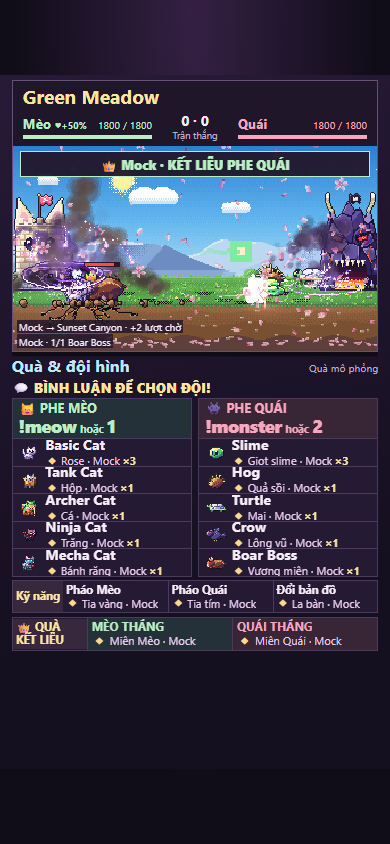 Green Meadow
Mèo ♥+50% 1800 / 1800 0 · 0 Quái 1800 / 1800
Trận thắng
Mock · KẾT LIỄU PHE QUÁI
Mock → Sunset Canyon · +2 lượt chờ
Mock · 1/1 Boar Boss
Quà & đội hình Quà mô phỏng
BÌNH LUẬN ĐỂ CHỌN ĐỘI!
PHE MÈO
!meow hoặc 1
Basic Cat
Rose · Mock ×3
Tank Cat
Hộp · Mock ×1
Archer Cat
Cá · Mock ×1
Ninja Cat
Trăng · Mock ×1
Mecha Cat
Bánh răng · Mock ×1
PHE QUÁI
!monster hoặc 2
Slime
Giọt slime · Mock ×3
Hog
Quả sồi · Mock ×1
Turtle
Mai · Mock ×1
Crow
Lông vũ · Mock ×1
Boar Boss
Vương miện · Mock ×1
Kỹ năng
Pháo Mèo
Tia vàng · Mock
Pháo Quái
Tia tím · Mock
Đổi bản đồ
La bàn · Mock
QUÀ
KẾT LIỄU
MÈO THẮNG
Miên Mèo · Mock
QUÁI THẮNG
Miên Quái · Mock